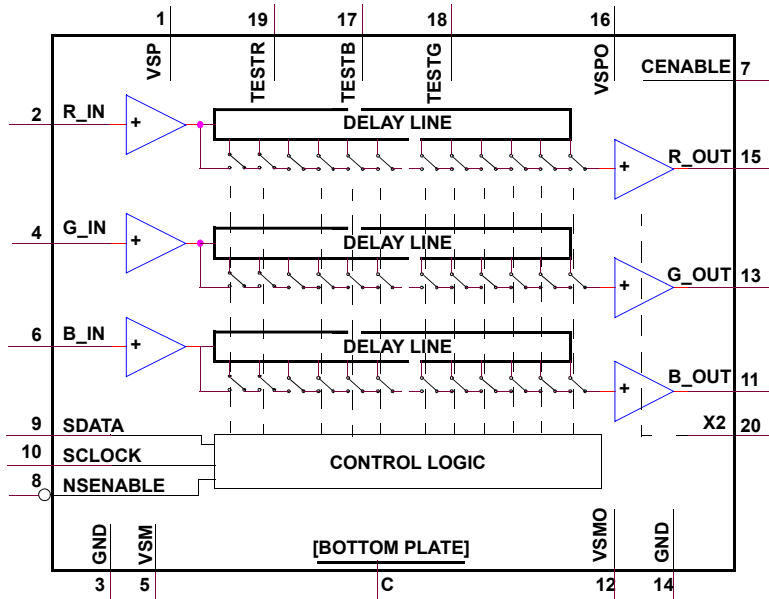 1 19 17 18 16
VSP TESTR TESTB TESTG VSPO
CENABLE 7
2 R_IN + DELAY LINE + R_OUT 15
4 G_IN + DELAY LINE + G_OUT 13
6 B_IN + DELAY LINE + B_OUT 11
9 SDATA X2 20
10 SCLOCK CONTROL LOGIC
8 NSENABLE
GND VSM [BOTTOM PLATE] VSMO GND
3 5 C 12 14